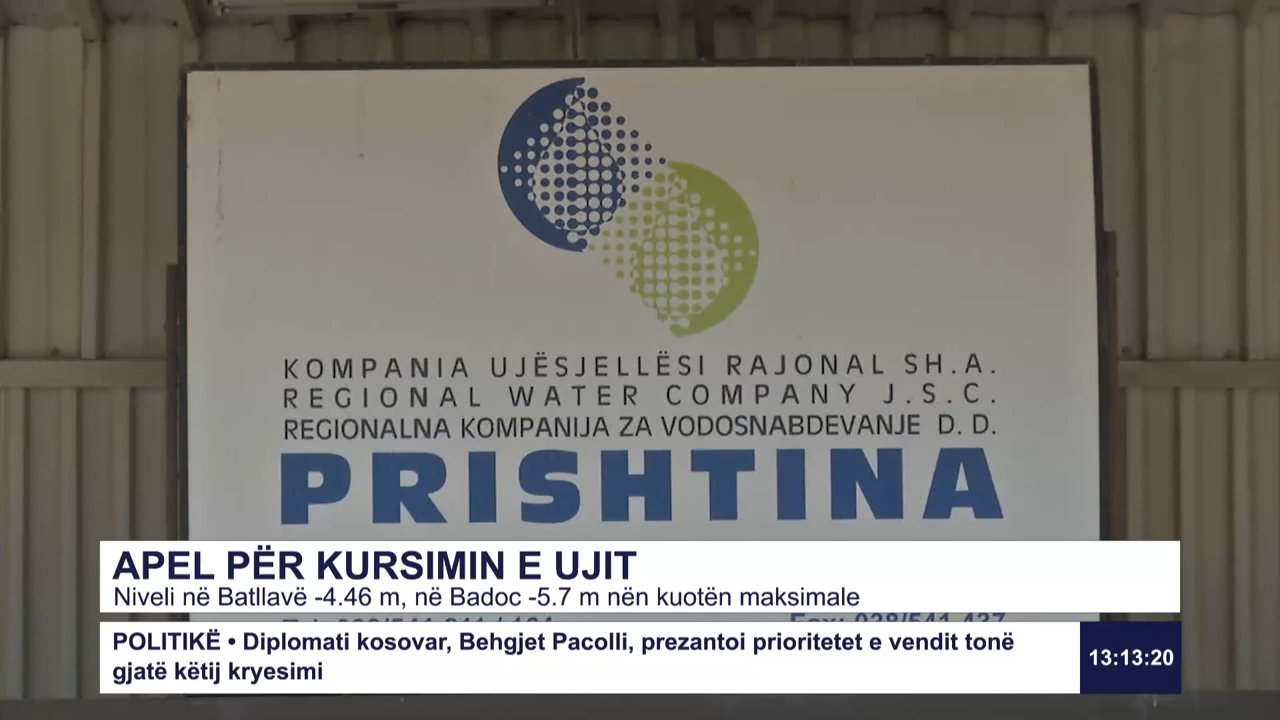 KOMPANIA UJËSJELLËSI RAJONAL SH.A.
REGIONAL WATER COMPANY J.S.C.
REGIONALNA KOMPANIJA ZA VODOSNABDEVANJE D.D.
PRISHTINA
APEL PËR KURSIMIN E UJIT
Niveli në Batllavë -4.46 m, në Badoc -5.7 m nën kuotën maksimale
POLITIKË • Diplomati kosovar, Behgjet Pacolli, prezantoi prioritetet e vendit tonë
gjatë këtij kryesimi
13:13:20